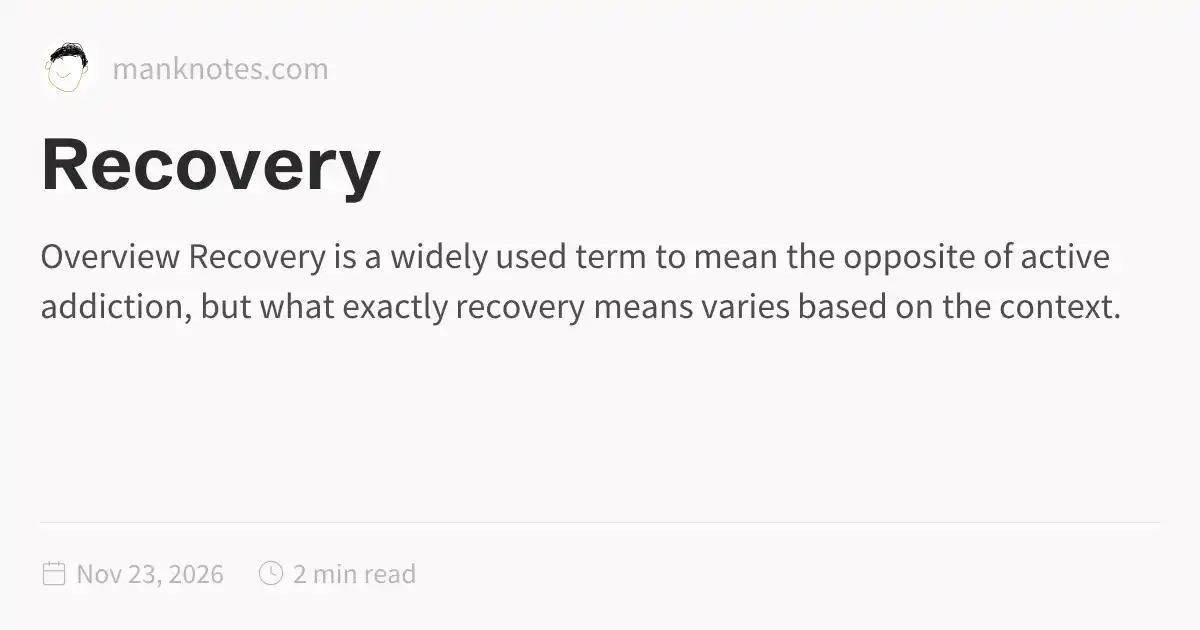 manknotes.com
Recovery
Overview Recovery is a widely used term to mean the opposite of active
addiction, but what exactly recovery means varies based on the context.
Nov 23, 2026 2 min read